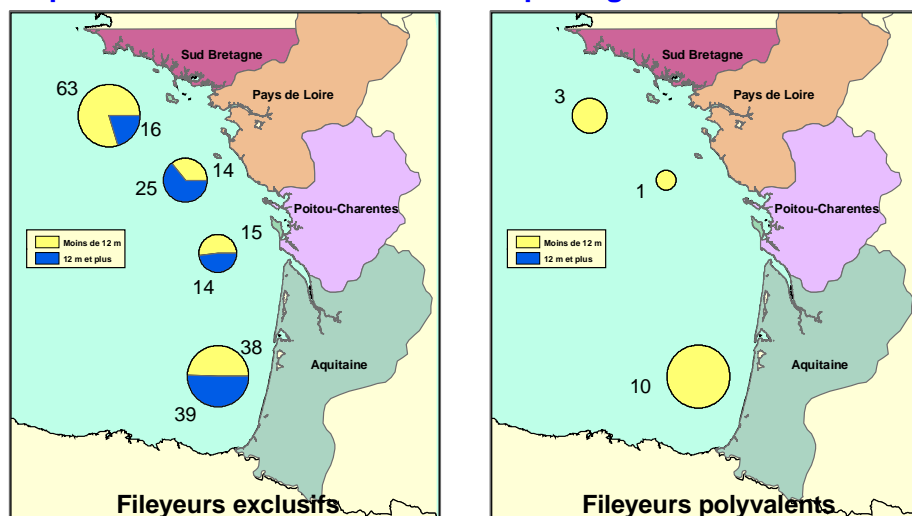 Sud Bretagne
Pays de Loire
Poitou-Charentes
Aquitaine
63
16
14
25
15
14
38
39
Moins de 12 m
12 m et plus
Fileyeurs exclusifs
Sud Bretagne
Pays de Loire
Poitou-Charentes
Aquitaine
3
1
10
Moins de 12 m
12 m et plus
Fileyeurs polyvalents